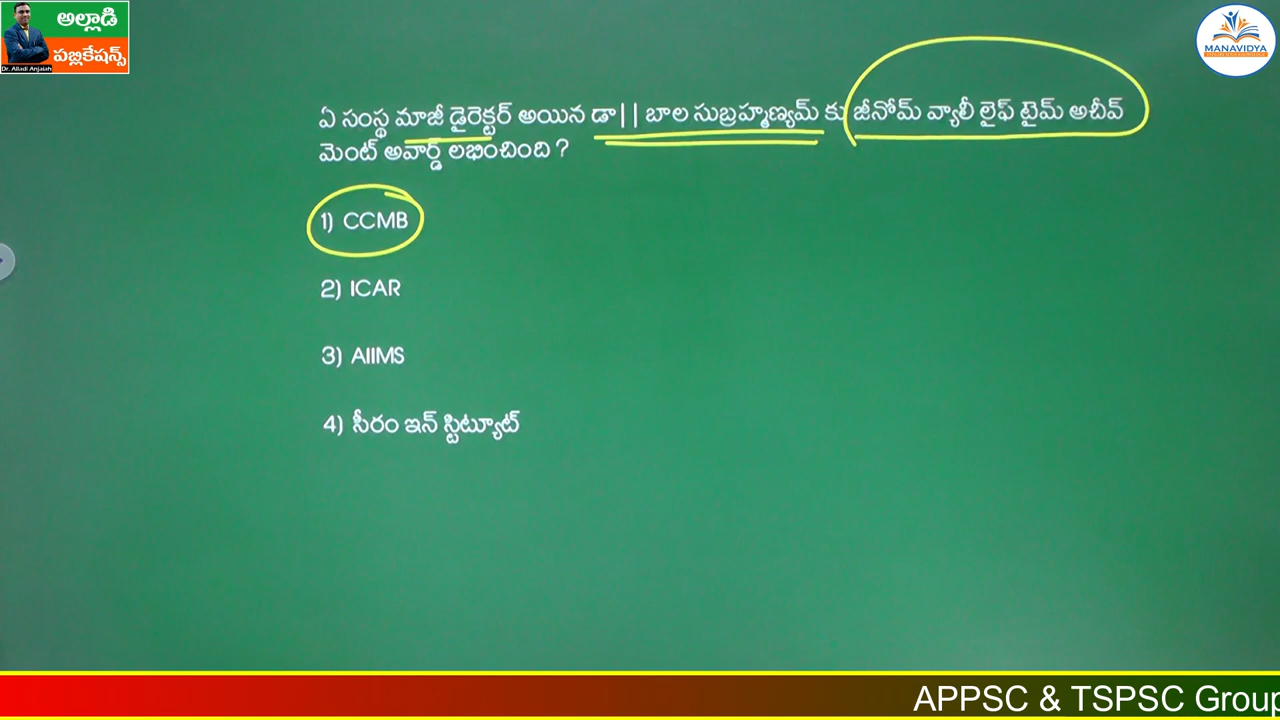 అల్లాడి
పబ్లికేషన్స్
Dr. Alladi Anjaiah
MANAVIDYA
ఏ సంస్థ మాజీ డైరెక్టర్ అయిన డా|| బాల సుబ్రహ్మణ్యమ్ కు జీనోమ్ వ్యాలీ లైఫ్ టైమ్ అచీవ్
మెంట్ అవార్డ్ లభించింది ?
1) CCMB
2) ICAR
3) AIIMS
4) సీరం ఇన్ స్టిట్యూట్
APPSC & TSPSC Group